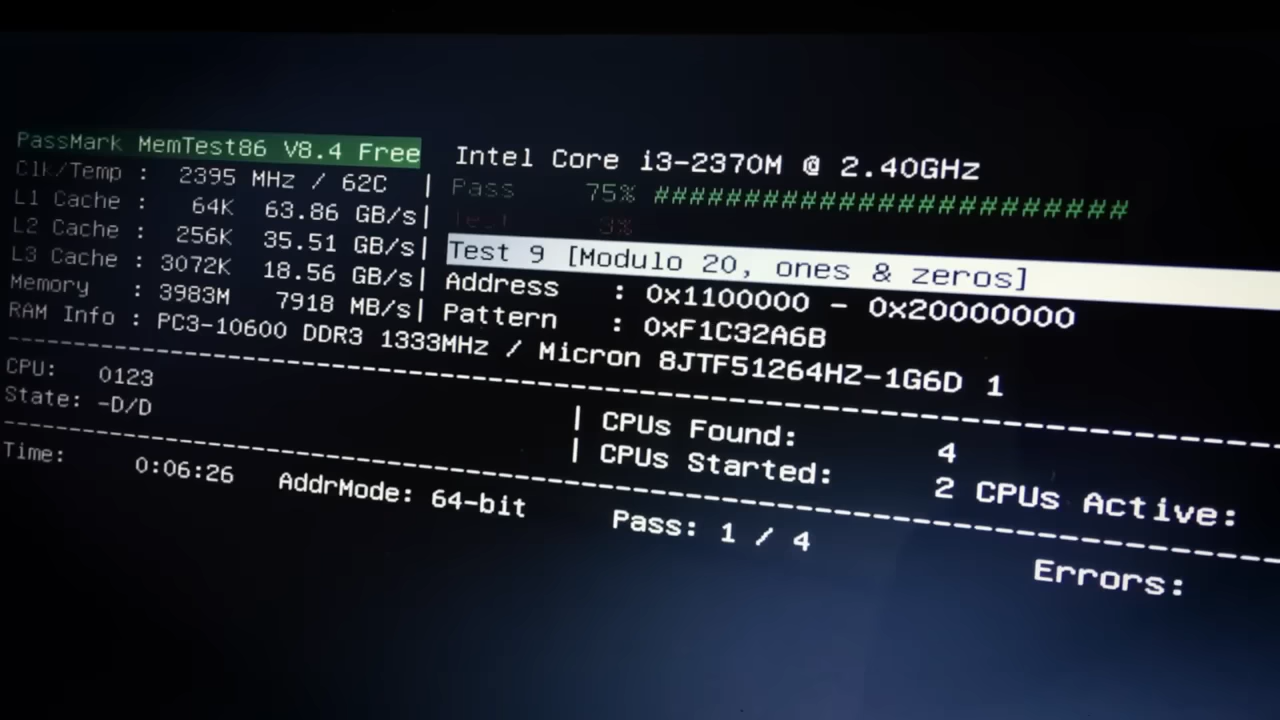 PassMark MemTest86 V8.4 Free Intel Core i3-2370M @ 2.40GHz
Clk/Temp : 2395 MHz / 62C | Pass 75% ########################
L1 Cache : 64K 63.86 GB/s| Test 3%
L2 Cache : 256K 35.51 GB/s| Test 9 [Modulo 20, ones & zeros]
L3 Cache : 3072K 18.56 GB/s| Address : 0x1100000 - 0x20000000
Memory : 3983M 7918 MB/s| Pattern : 0xF1C32A6B
RAM Info : PC3-10600 DDR3 1333MHz / Micron 8JTF51264HZ-1G6D 1
CPU: 0123 | CPUs Found: 4
State: -D/D | CPUs Started: 2 CPUs Active:
Time: 0:06:26 AddrMode: 64-bit Pass: 1 / 4 Errors: